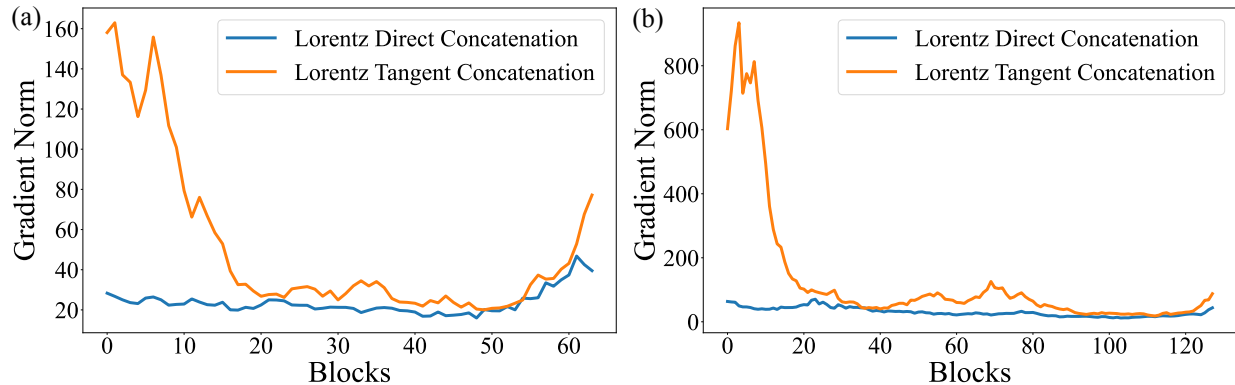 (a)
Lorentz Direct Concatenation
Lorentz Tangent Concatenation
Gradient Norm
160
140
120
100
80
60
40
20
0 10 20 30 40 50 60
Blocks
(b)
Lorentz Direct Concatenation
Lorentz Tangent Concatenation
Gradient Norm
800
600
400
200
0
0 20 40 60 80 100 120
Blocks